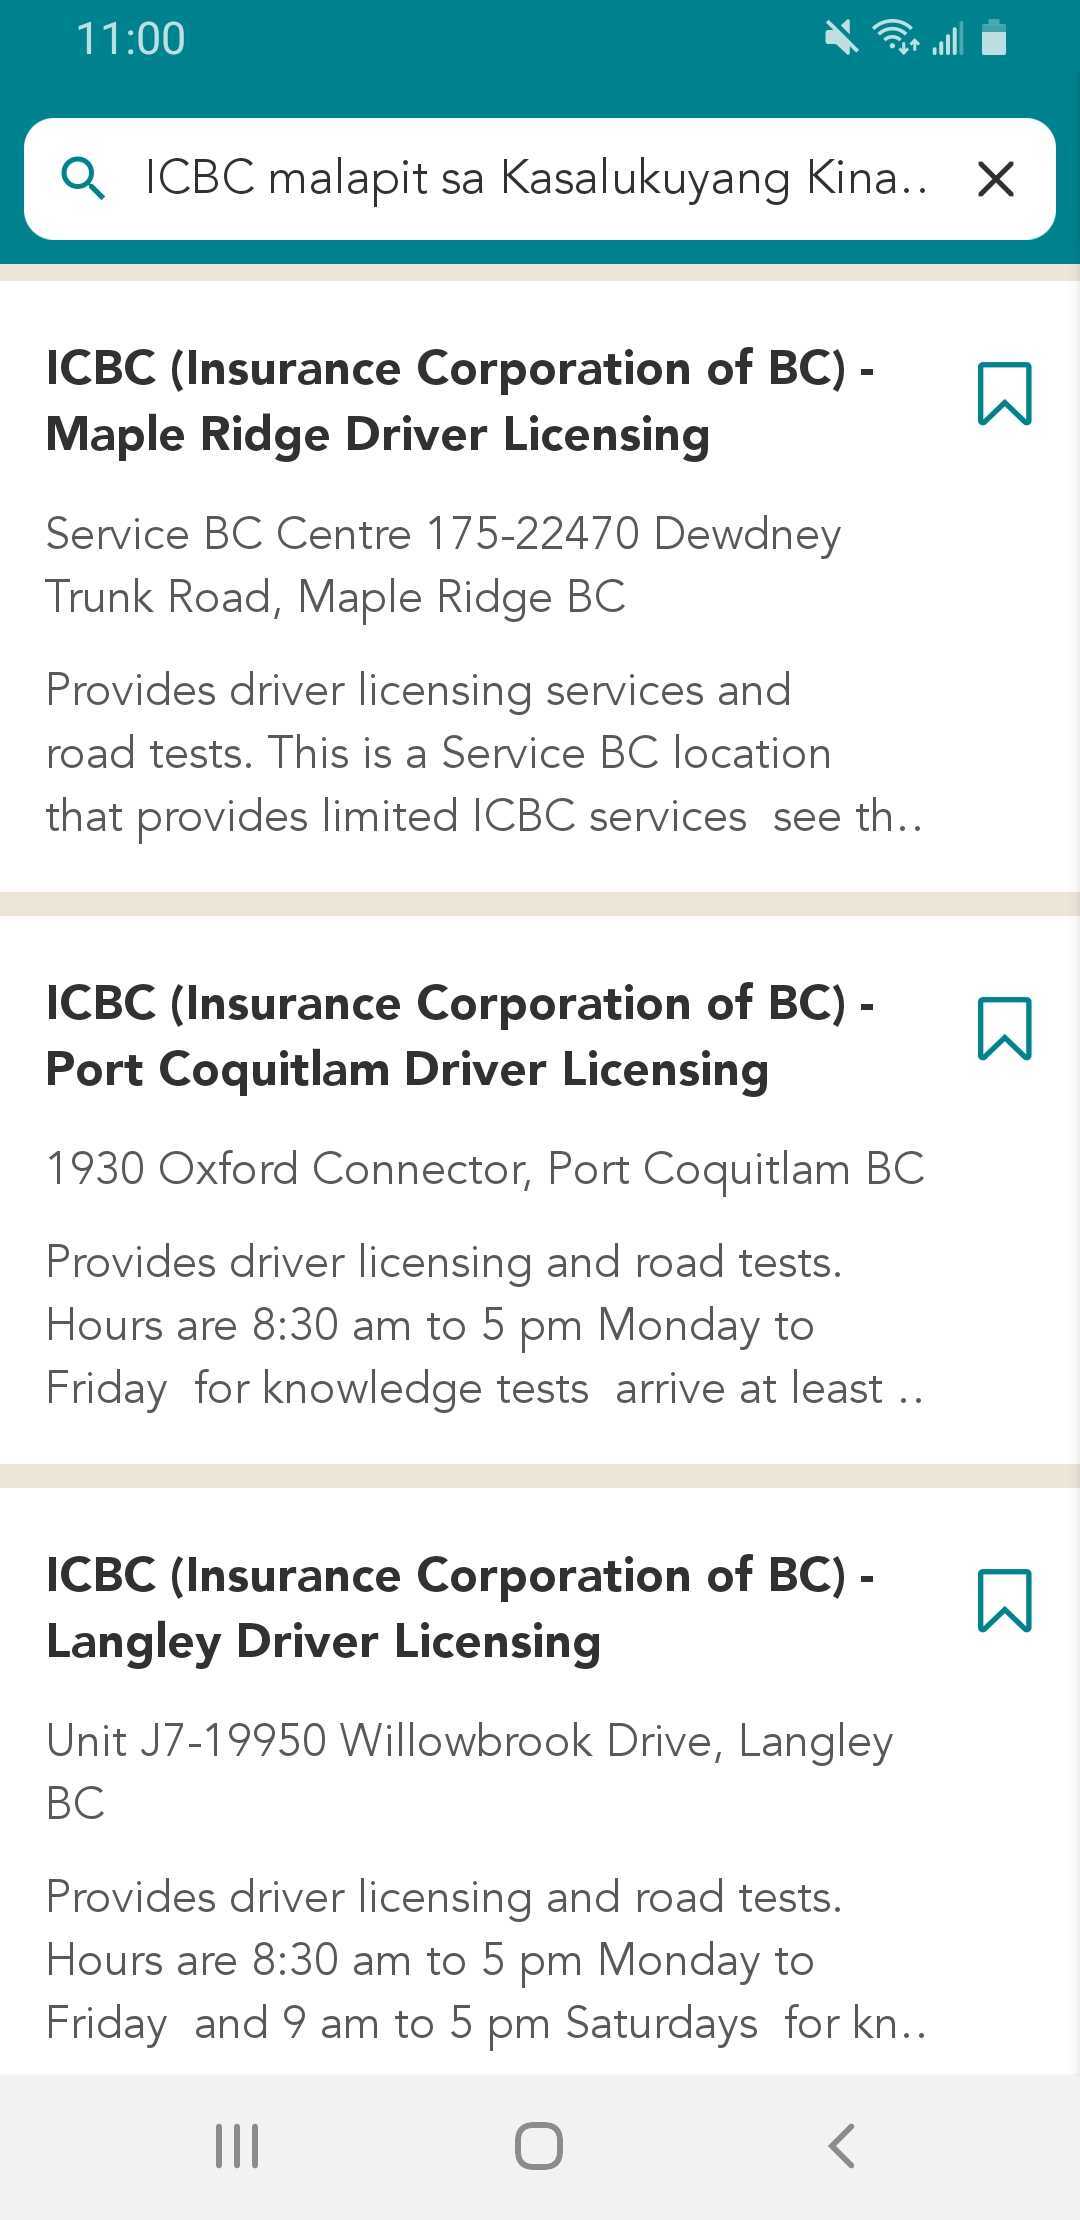 11:00
ICBC malapit sa Kasalukuyang Kina..
ICBC (Insurance Corporation of BC) -
Maple Ridge Driver Licensing
Service BC Centre 175-22470 Dewdney
Trunk Road, Maple Ridge BC
Provides driver licensing services and
road tests. This is a Service BC location
that provides limited ICBC services  see th..
ICBC (Insurance Corporation of BC) -
Port Coquitlam Driver Licensing
1930 Oxford Connector, Port Coquitlam BC
Provides driver licensing and road tests.
Hours are 8:30 am to 5 pm Monday to
Friday  for knowledge tests  arrive at least ..
ICBC (Insurance Corporation of BC) -
Langley Driver Licensing
Unit J7-19950 Willowbrook Drive, Langley
BC
Provides driver licensing and road tests.
Hours are 8:30 am to 5 pm Monday to
Friday  and 9 am to 5 pm Saturdays  for kn..